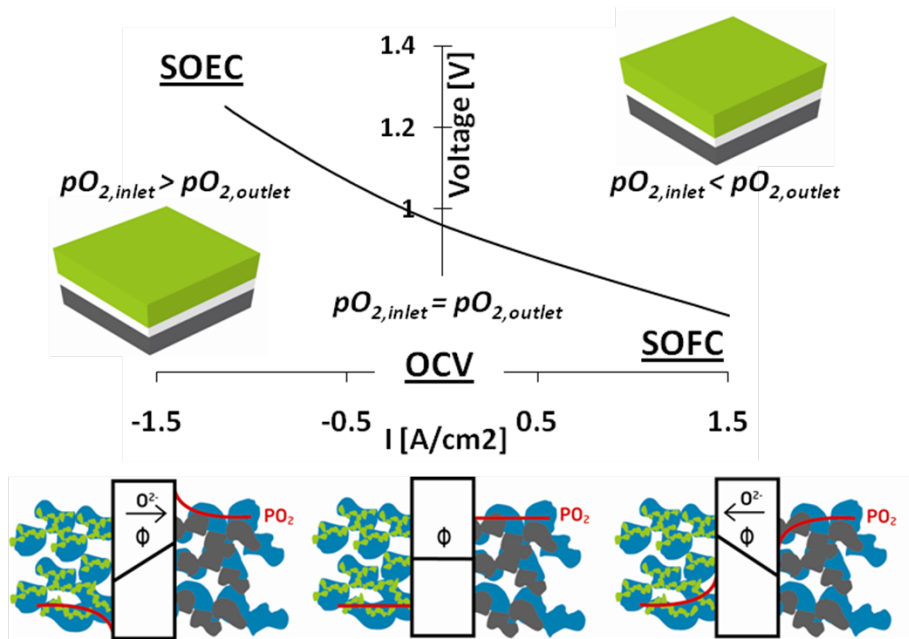 SOEC
1.4
1.2
1
Voltage [V]
pO2,inlet > pO2,outlet
pO2,inlet < pO2,outlet
pO2,inlet = pO2,outlet
SOFC
OCV
-1.5
-0.5
0.5
1.5
I [A/cm2]
O2-
Φ
PO2
Φ
PO2
O2-
Φ
PO2